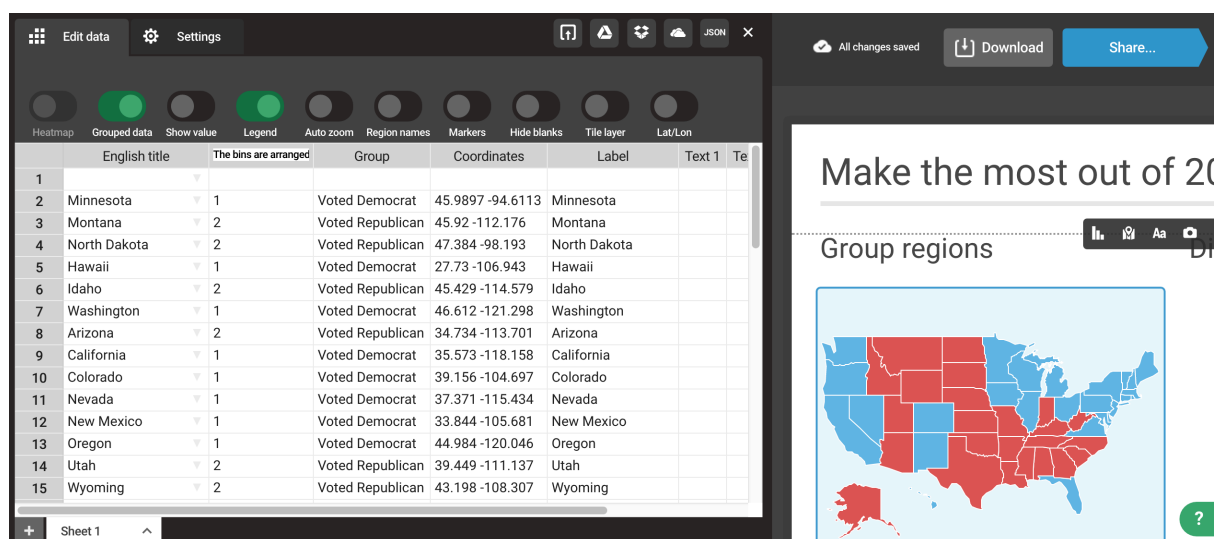 Edit data
Settings
JSON
All changes saved
Download
Share...
Heatmap
Grouped data
Show value
Legend
Auto zoom
Region names
Markers
Hide blanks
Tile layer
Lat/Lon
English title The bins are arranged Group Coordinates Label Text 1 Te
1
2 Minnesota 1 Voted Democrat 45.9897 -94.6113 Minnesota
3 Montana 2 Voted Republican 45.92 -112.176 Montana
4 North Dakota 2 Voted Republican 47.384 -98.193 North Dakota
5 Hawaii 1 Voted Democrat 27.73 -106.943 Hawaii
6 Idaho 2 Voted Republican 45.429 -114.579 Idaho
7 Washington 1 Voted Democrat 46.612 -121.298 Washington
8 Arizona 2 Voted Republican 34.734 -113.701 Arizona
9 California 1 Voted Democrat 35.573 -118.158 California
10 Colorado 1 Voted Democrat 39.156 -104.697 Colorado
11 Nevada 1 Voted Democrat 37.371 -115.434 Nevada
12 New Mexico 1 Voted Democrat 33.844 -105.681 New Mexico
13 Oregon 1 Voted Democrat 44.984 -120.046 Oregon
14 Utah 2 Voted Republican 39.449 -111.137 Utah
15 Wyoming 2 Voted Republican 43.198 -108.307 Wyoming
+ Sheet 1
Make the most out of 20
Aa
Group regions
Di
?